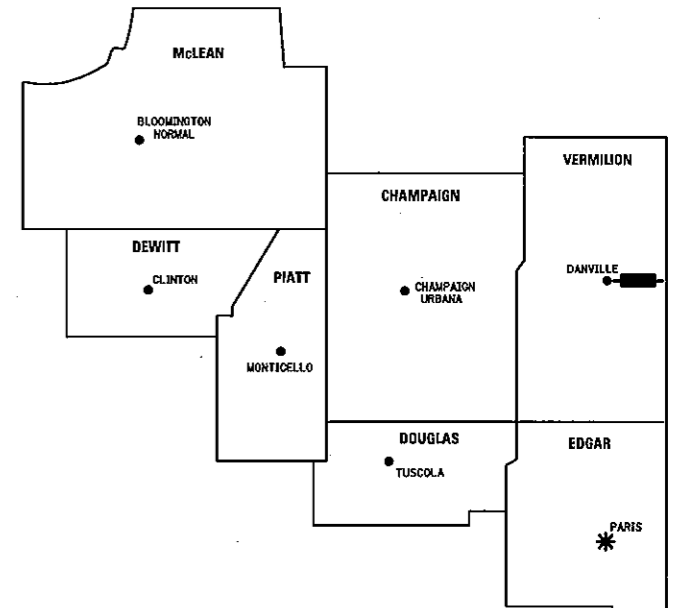 McLEAN
BLOOMINGTON
NORMAL
VERMILION
CHAMPAIGN
DEWITT
PIATT
DANVILLE
CLINTON
CHAMPAIGN
URBANA
MONTICELLO
DOUGLAS
EDGAR
TUSCOLA
PARIS